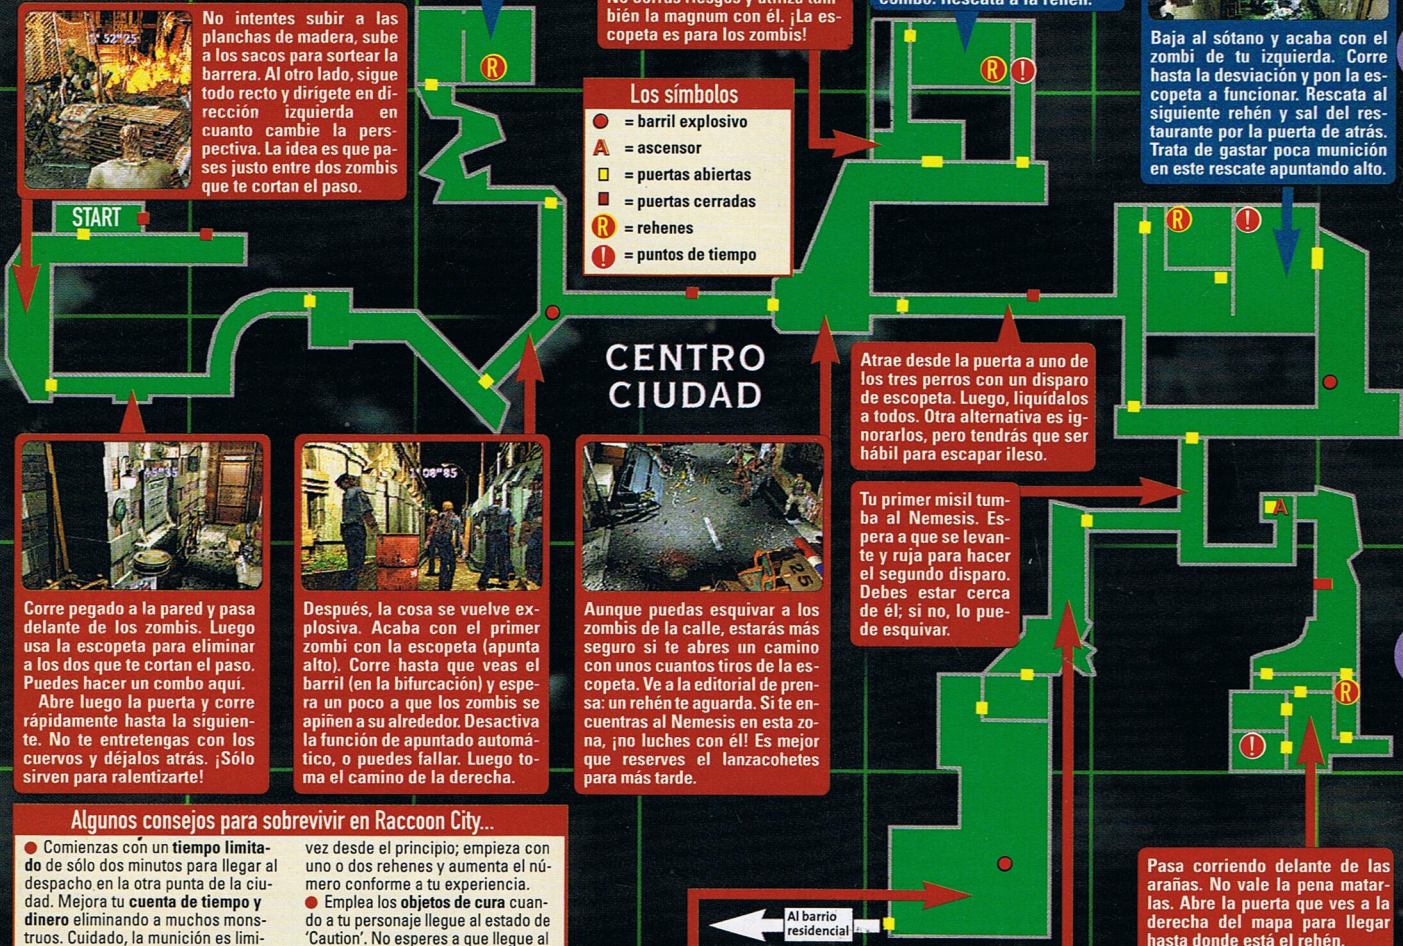 No intentes subir a las
planchas de madera, sube
a los sacos para sortear la
barrera. Al otro lado, sigue
todo recto y dirígete en di-
rección izquierda en
cuanto cambie la pers-
pectiva. La idea es que pa-
ses justo entre dos zombis
que te cortan el paso.
bién la magnum con él. ¡La es-
copeta es para los zombis!
combo. Rescata a la rehén.
Baja al sótano y acaba con el
zombi de tu izquierda. Corre
hasta la desviación y pon la es-
copeta a funcionar. Rescata al
siguiente rehén y sal del res-
taurante por la puerta de atrás.
Trata de gastar poca munición
en este rescate apuntando alto.
Los símbolos
= barril explosivo
A = ascensor
= puertas abiertas
= puertas cerradas
R = rehenes
! = puntos de tiempo
START
R
R !
R !
CENTRO
CIUDAD
Atrae desde la puerta a uno de
los tres perros con un disparo
de escopeta. Luego, liquídalos
a todos. Otra alternativa es ig-
norarlos, pero tendrás que ser
hábil para escapar ileso.
Tu primer misil tum-
ba al Nemesis. Es-
pera a que se levan-
te y ruja para hacer
el segundo disparo.
Debes estar cerca
de él; si no, lo pue-
de esquivar.
A
R
!
Corre pegado a la pared y pasa
delante de los zombis. Luego
usa la escopeta para eliminar
a los dos que te cortan el paso.
Puedes hacer un combo aquí.
Abre luego la puerta y corre
rápidamente hasta la siguien-
te. No te entretengas con los
cuervos y déjalos atrás. ¡Sólo
sirven para ralentizarte!
Después, la cosa se vuelve ex-
plosiva. Acaba con el primer
zombi con la escopeta (apunta
alto). Corre hasta que veas el
barril (en la bifurcación) y espe-
ra un poco a que los zombis se
apiñen a su alrededor. Desactiva
la función de apuntado automá-
tico, o puedes fallar. Luego to-
ma el camino de la derecha.
Aunque puedas esquivar a los
zombis de la calle, estarás más
seguro si te abres un camino
con unos cuantos tiros de la es-
copeta. Ve a la editorial de pren-
sa: un rehén te aguarda. Si te en-
cuentras al Nemesis en esta zo-
na, ¡no luches con él! Es mejor
que reserves el lanzacohetes
para más tarde.
Algunos consejos para sobrevivir en Raccoon City...
Comienzas con un tiempo limita-
do de sólo dos minutos para llegar al
despacho en la otra punta de la ciu-
dad. Mejora tu cuenta de tiempo y
dinero eliminando a muchos mons-
truos. Cuidado, la munición es limi-
vez desde el principio; empieza con
uno o dos rehenes y aumenta el nú-
mero conforme a tu experiencia.
Emplea los objetos de cura cuan-
do a tu personaje llegue al estado de
'Caution'. No esperes a que llegue al
Al barrio
residencial
Pasa corriendo delante de las
arañas. No vale la pena matar-
las. Abre la puerta que ves a la
derecha del mapa para llegar
hasta donde está el rehén.